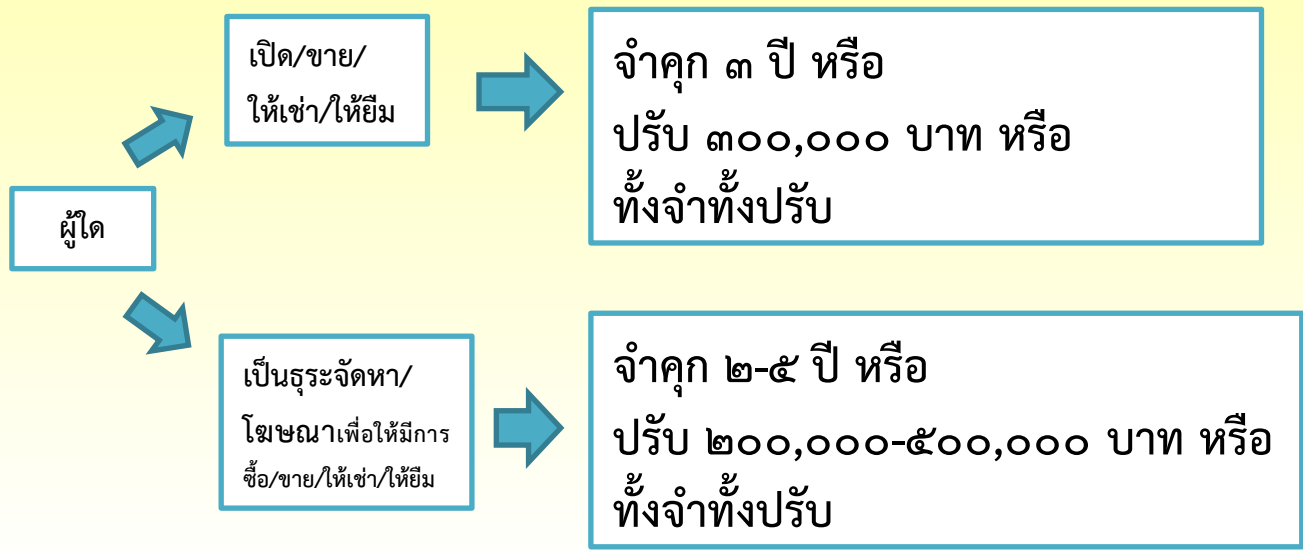 ผู้ใด
เปิด/ขาย/
ให้เช่า/ให้ยืม
จำคุก ๓ ปี หรือ
ปรับ ๓๐๐,๐๐๐ บาท หรือ
ทั้งจำทั้งปรับ
เป็นธุระจัดหา/
โฆษณาเพื่อให้มีการ
ซื้อ/ขาย/ให้เช่า/ให้ยืม
จำคุก ๒-๕ ปี หรือ
ปรับ ๒๐๐,๐๐๐-๕๐๐,๐๐๐ บาท หรือ
ทั้งจำทั้งปรับ